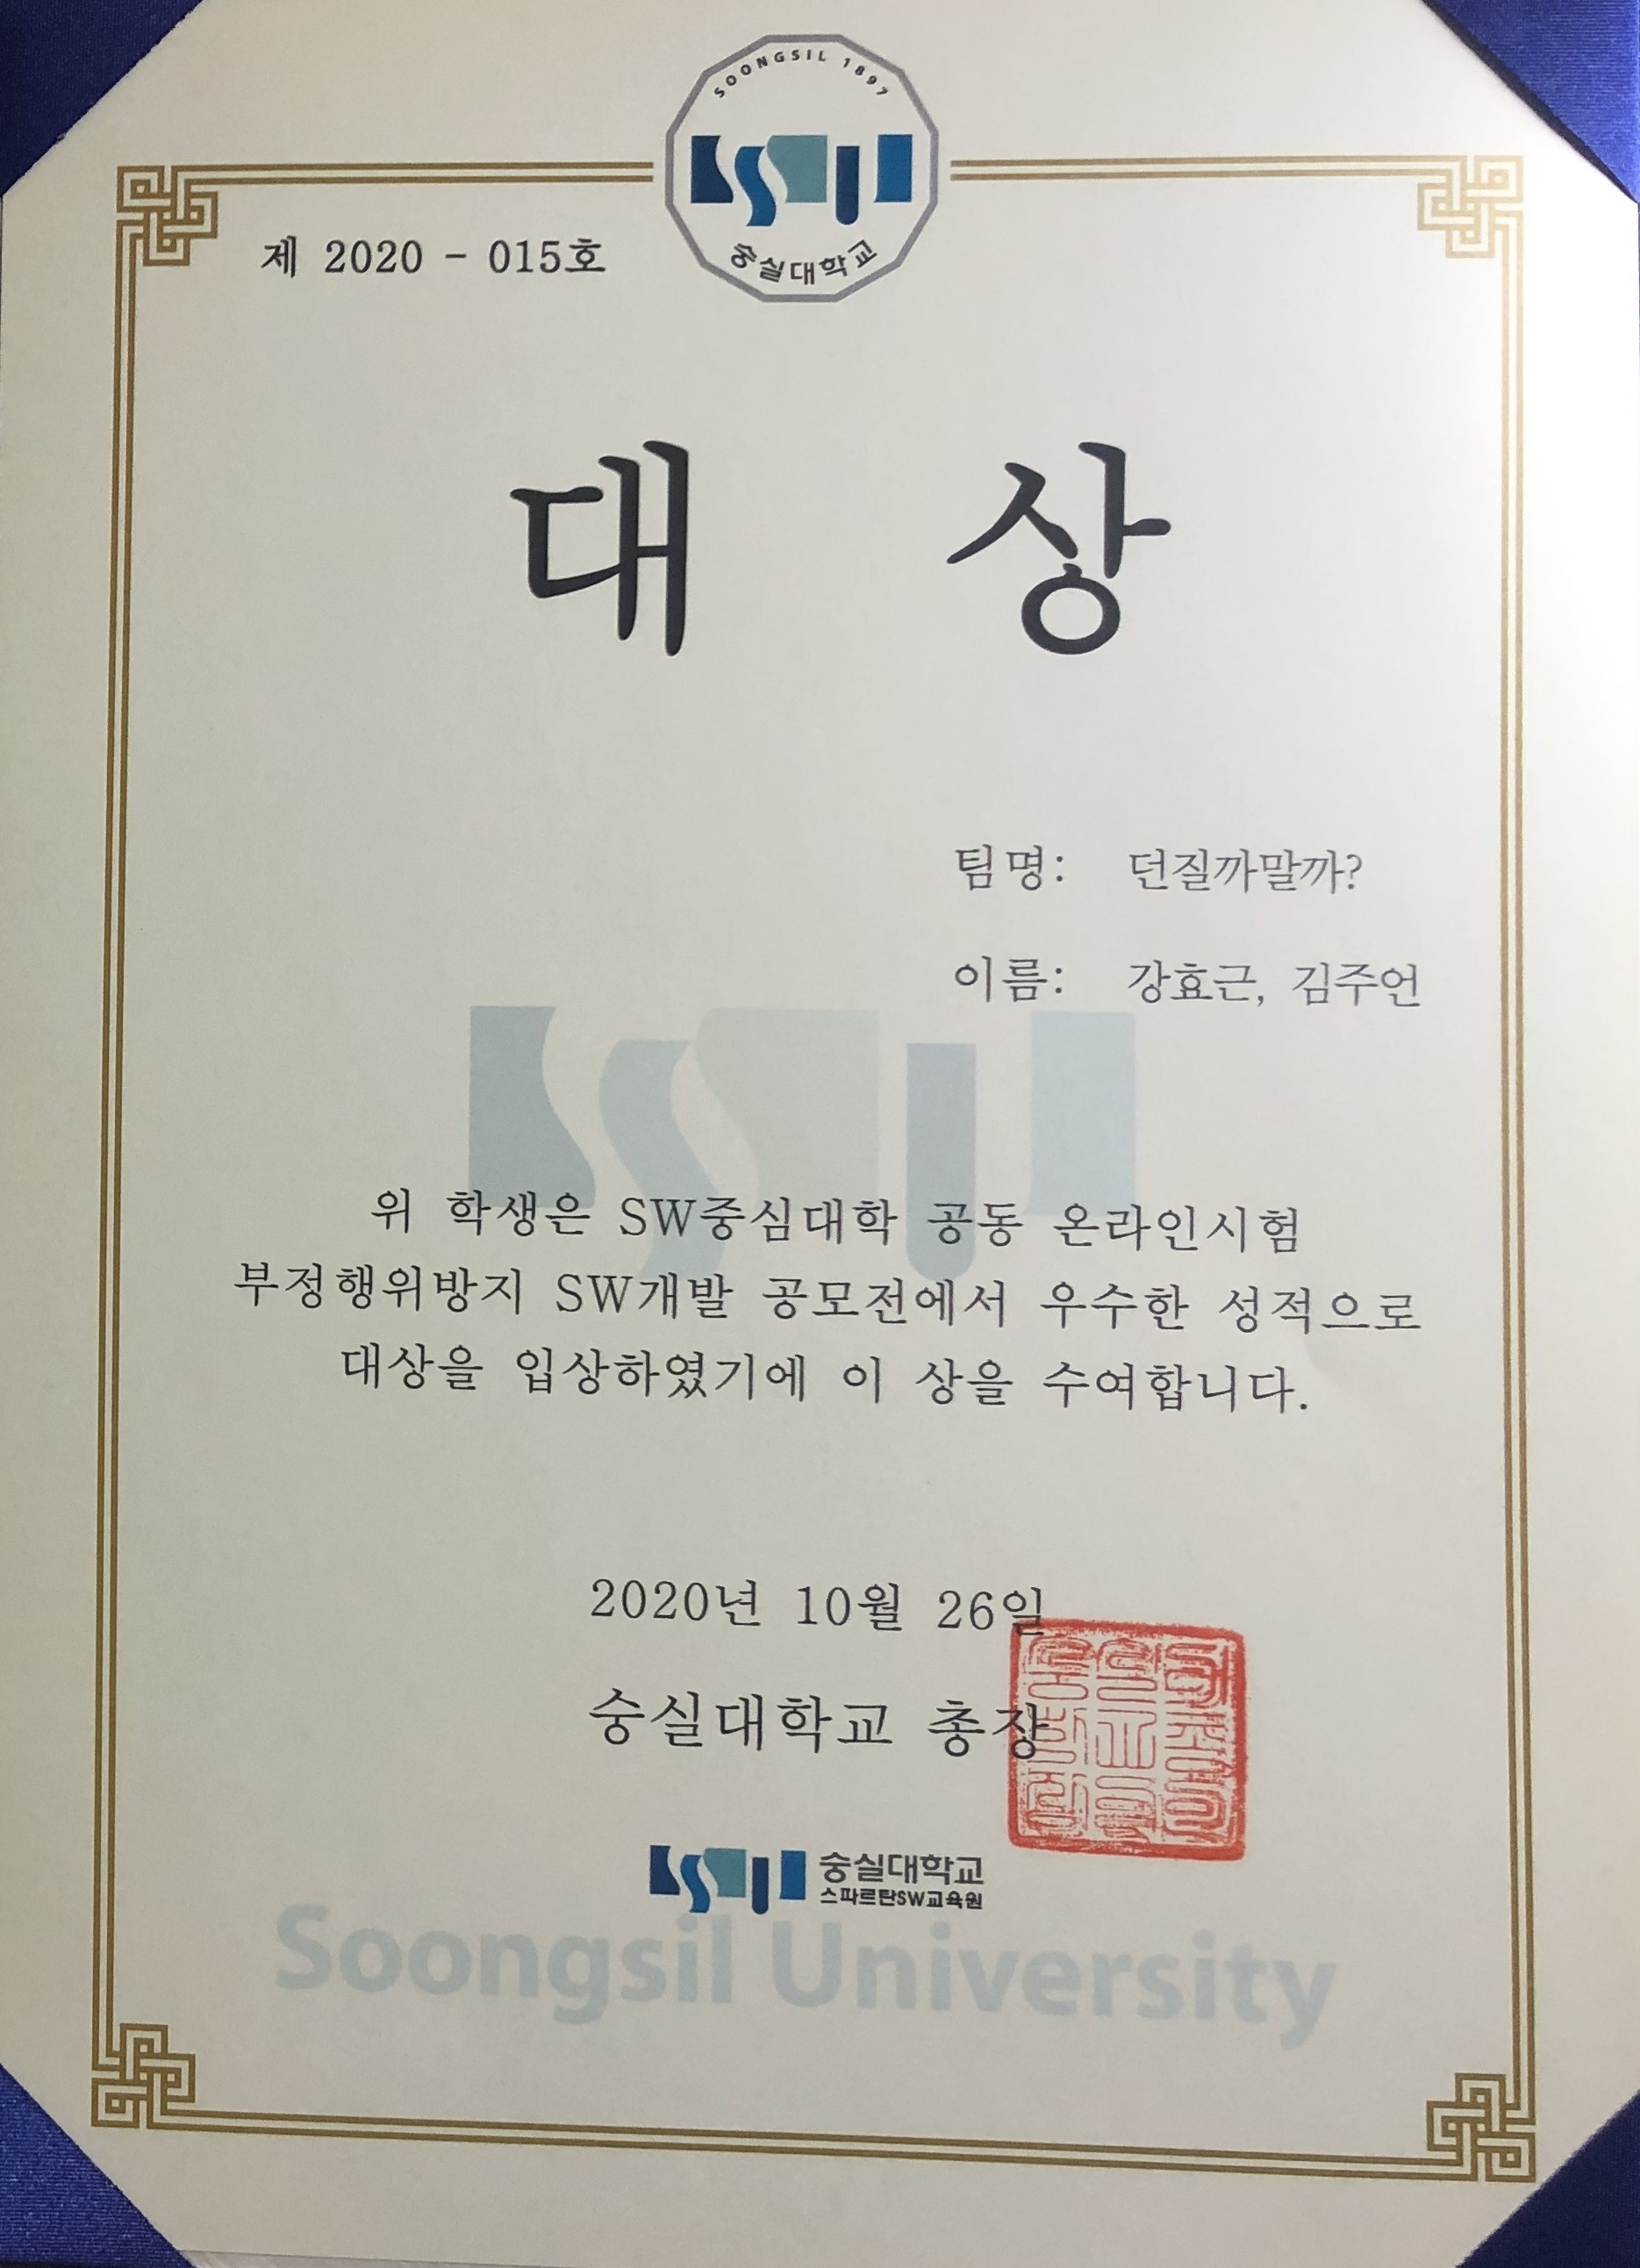 SOONGSIL 1897
숭실대학교
제 2020 - 015호
대 상
팀명: 던질까말까?
이름: 강효근, 김주언
위 학생은 SW중심대학 공동 온라인시험
부정행위방지 SW개발 공모전에서 우수한 성적으로
대상을 입상하였기에 이 상을 수여합니다.
2020년 10월 26일
숭실대학교 총장
숭실대학교
스파르탄SW교육원
Soongsil University